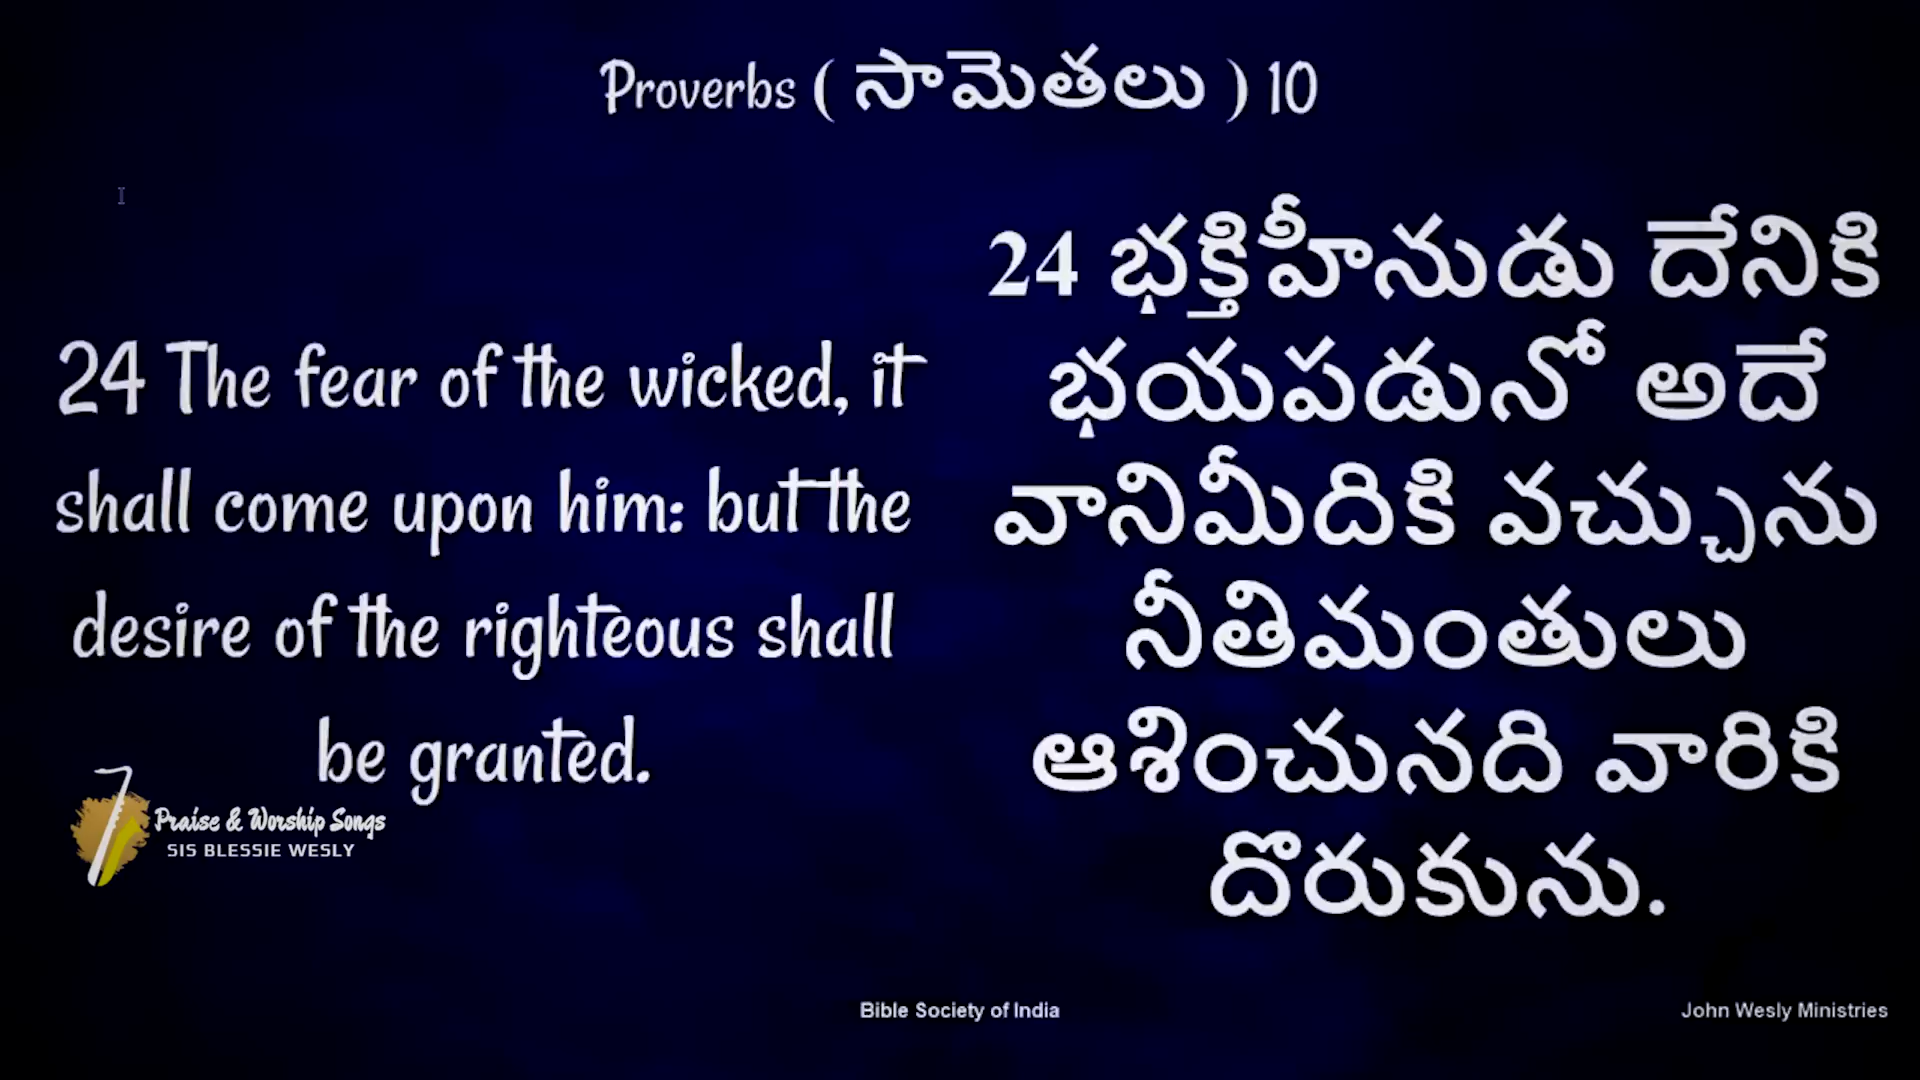 Proverbs ( సామెతలు ) 10
24 The fear of the wicked, it
shall come upon him: but the
desire of the righteous shall
be granted.
24 భక్తిహీనుడు దేనికి
భయపడునో అదే
వానిమీదికి వచ్చును
నీతిమంతులు
ఆశించునది వారికి
దొరుకును.
Praise & Worship Songs
SIS BLESSIE WESLY
Bible Society of India
John Wesly Ministries